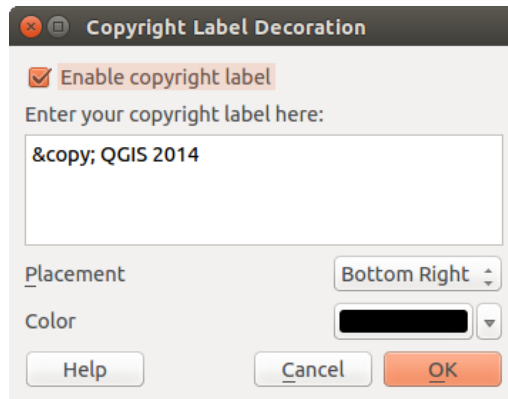 Copyright Label Decoration
Enable copyright label
Enter your copyright label here:
&copy; QGIS 2014
Placement Bottom Right
Color
Help Cancel OK